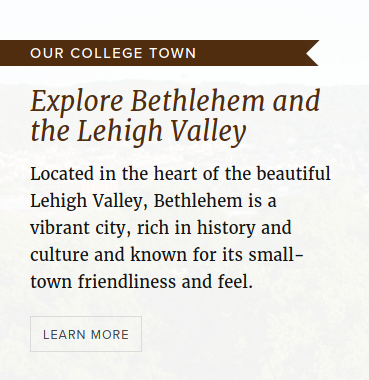 OUR COLLEGE TOWN
Explore Bethlehem and
the Lehigh Valley
Located in the heart of the beautiful
Lehigh Valley, Bethlehem is a
vibrant city, rich in history and
culture and known for its small-
town friendliness and feel.
LEARN MORE